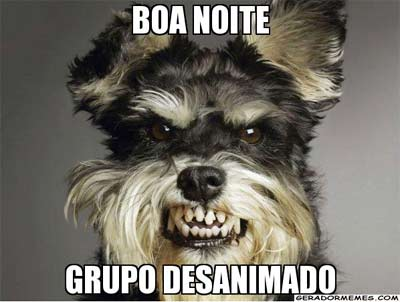 BOA NOITE
GRUPO DESANIMADO
GERADORMEMES.COM